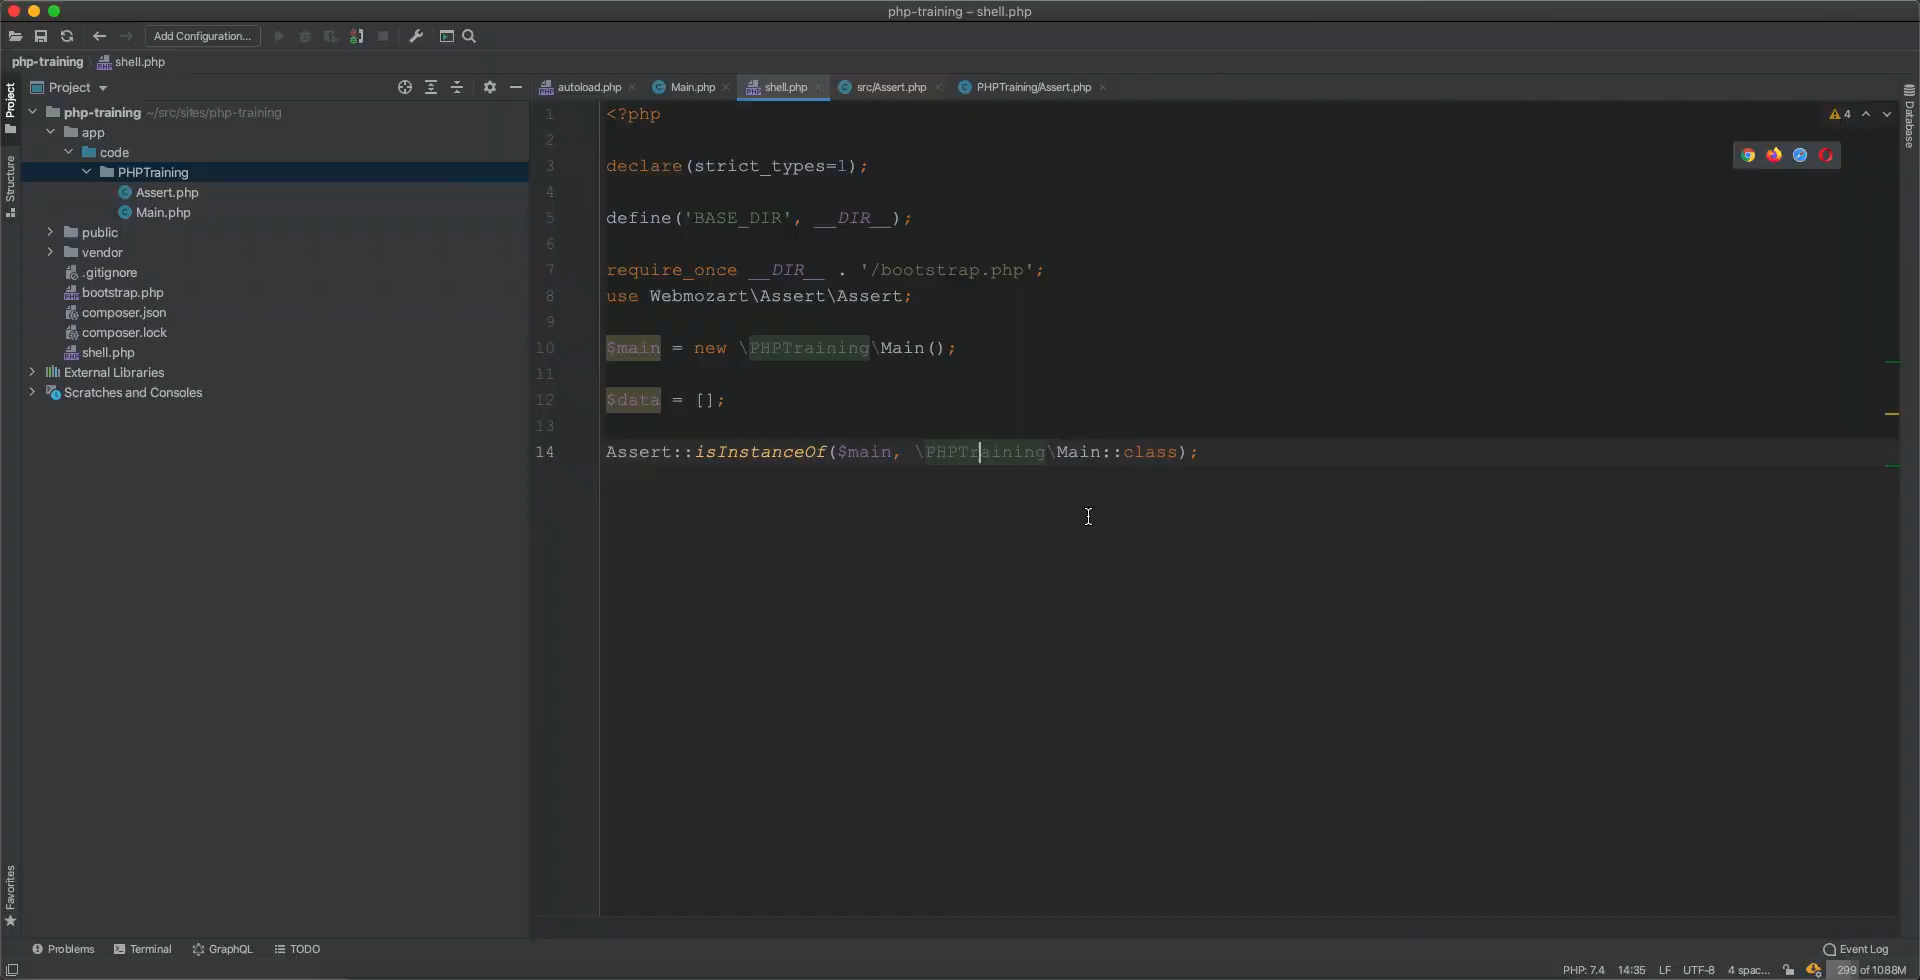 php-training – shell.php
Add Configuration...
php-training
shell.php
Project
autoload.php
Main.php
shell.php
src/Assert.php
PHPTraining/Assert.php
Project
Structure
Favorites
Database
php-training ~/src/sites/php-training
app
code
PHPTraining
Assert.php
Main.php
public
vendor
.gitignore
bootstrap.php
composer.json
composer.lock
shell.php
External Libraries
Scratches and Consoles
4
1 <?php
2
3 declare(strict_types=1);
4
5 define('BASE_DIR', __DIR__);
6
7 require_once __DIR__ . '/bootstrap.php';
8 use Webmozart\Assert\Assert;
9
10 $main = new \PHPTraining\Main();
11
12 $data = [];
13
14 Assert::isInstanceOf($main, \PHPTraining\Main::class);
Problems
Terminal
GraphQL
TODO
Event Log
PHP: 7.4
14:35
LF
UTF-8
4 spac...
299 of 1088M